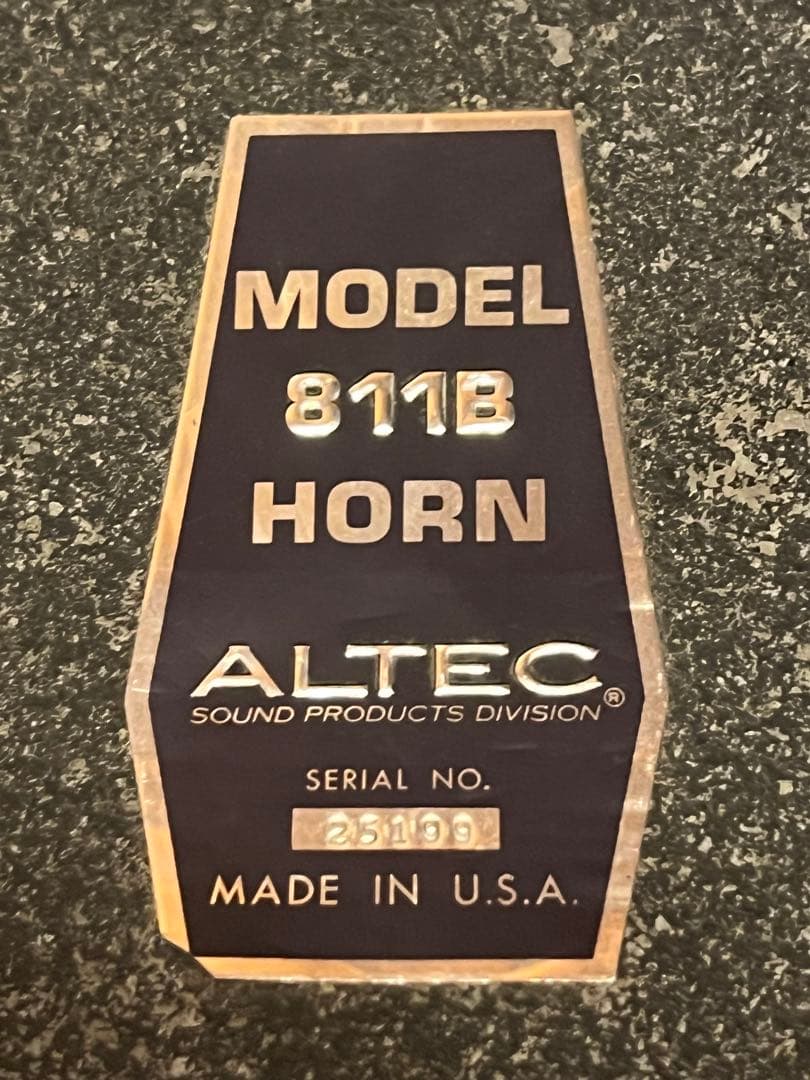 MODEL
811B
HORN
ALTEC®
SOUND PRODUCTS DIVISION
SERIAL NO.
25199
MADE IN U.S.A.